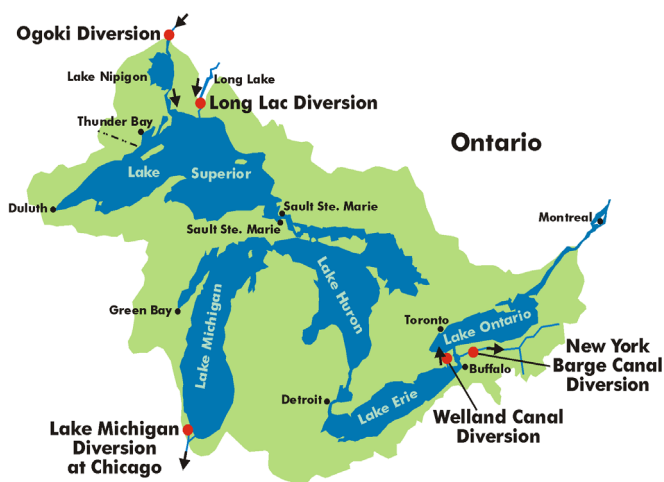 Ogoki Diversion
Lake Nipigon
Long Lake
Long Lac Diversion
Thunder Bay
Ontario
Lake Superior
Duluth
Sault Ste. Marie
Sault Ste. Marie
Montreal
Lake Huron
Lake Michigan
Green Bay
Toronto
Lake Ontario
New York
Barge Canal
Diversion
Buffalo
Detroit
Lake Erie
Welland Canal
Diversion
Lake Michigan
Diversion
at Chicago